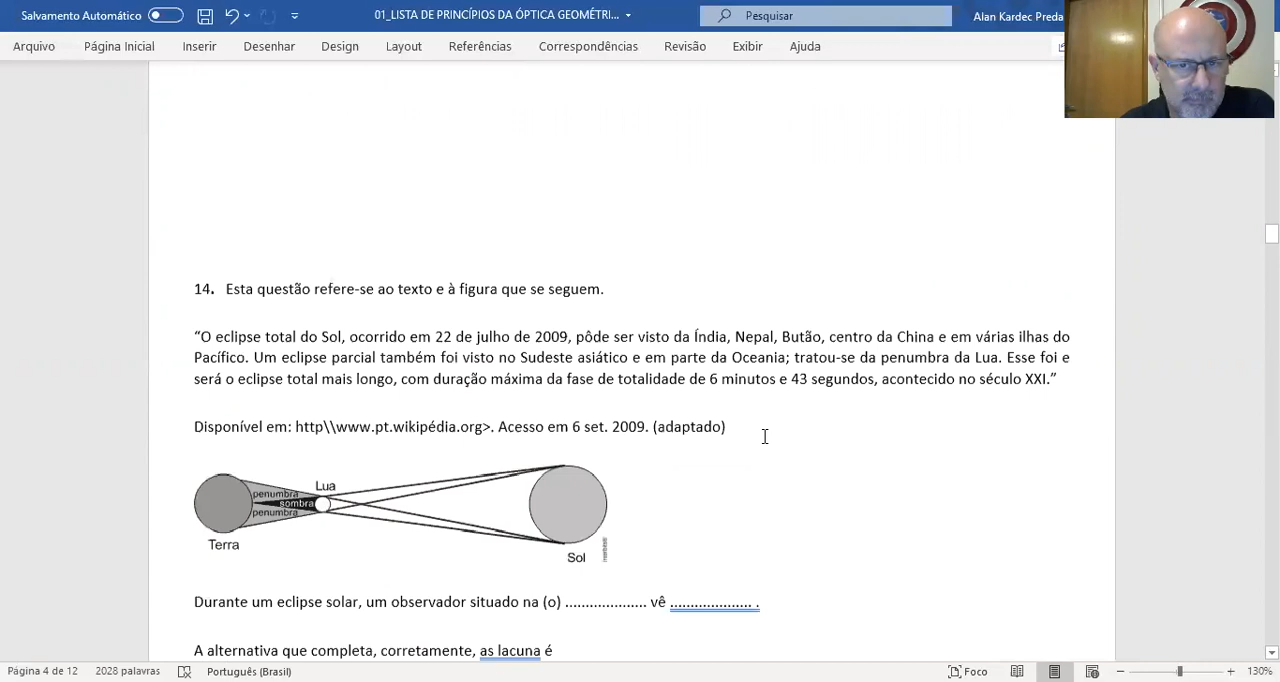 Salvamento Automático
01_LISTA DE PRINCÍPIOS DA ÓPTICA GEOMÉTRI...
Pesquisar
Alan Kardec Preda
Arquivo Página Inicial Inserir Desenhar Design Layout Referências Correspondências Revisão Exibir Ajuda
14. Esta questão refere-se ao texto e à figura que se seguem.
“O eclipse total do Sol, ocorrido em 22 de julho de 2009, pôde ser visto da Índia, Nepal, Butão, centro da China e em várias ilhas do
Pacífico. Um eclipse parcial também foi visto no Sudeste asiático e em parte da Oceania; tratou-se da penumbra da Lua. Esse foi e
será o eclipse total mais longo, com duração máxima da fase de totalidade de 6 minutos e 43 segundos, acontecido no século XXI.”
Disponível em: http\\www.pt.wikipédia.org>. Acesso em 6 set. 2009. (adaptado)
Lua
penumbra
sombra
penumbra
Terra
Sol
Durante um eclipse solar, um observador situado na (o) ................... vê ................... .
A alternativa que completa, corretamente, as lacuna é
Página 4 de 12 2028 palavras Português (Brasil) Foco 130%